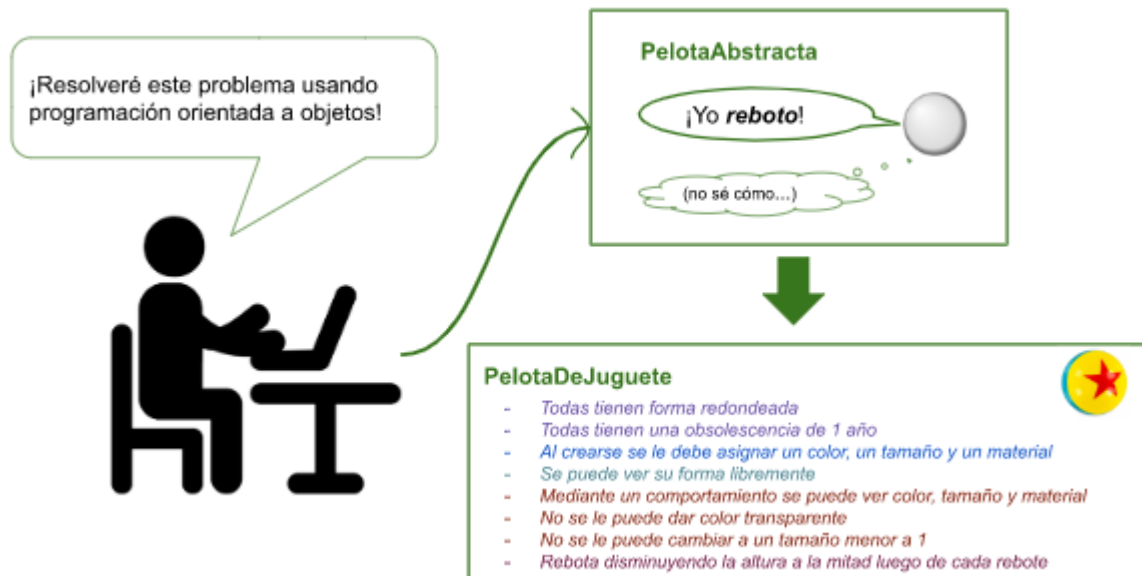 ¡Resolveré este problema usando
programación orientada a objetos!
PelotaAbstracta
¡Yo reboto!
(no sé cómo...)
PelotaDeJuguete
- Todas tienen forma redondeada
- Todas tienen una obsolescencia de 1 año
- Al crearse se le debe asignar un color, un tamaño y un material
- Se puede ver su forma libremente
- Mediante un comportamiento se puede ver color, tamaño y material
- No se le puede dar color transparente
- No se le puede cambiar a un tamaño menor a 1
- Rebota disminuyendo la altura a la mitad luego de cada rebote